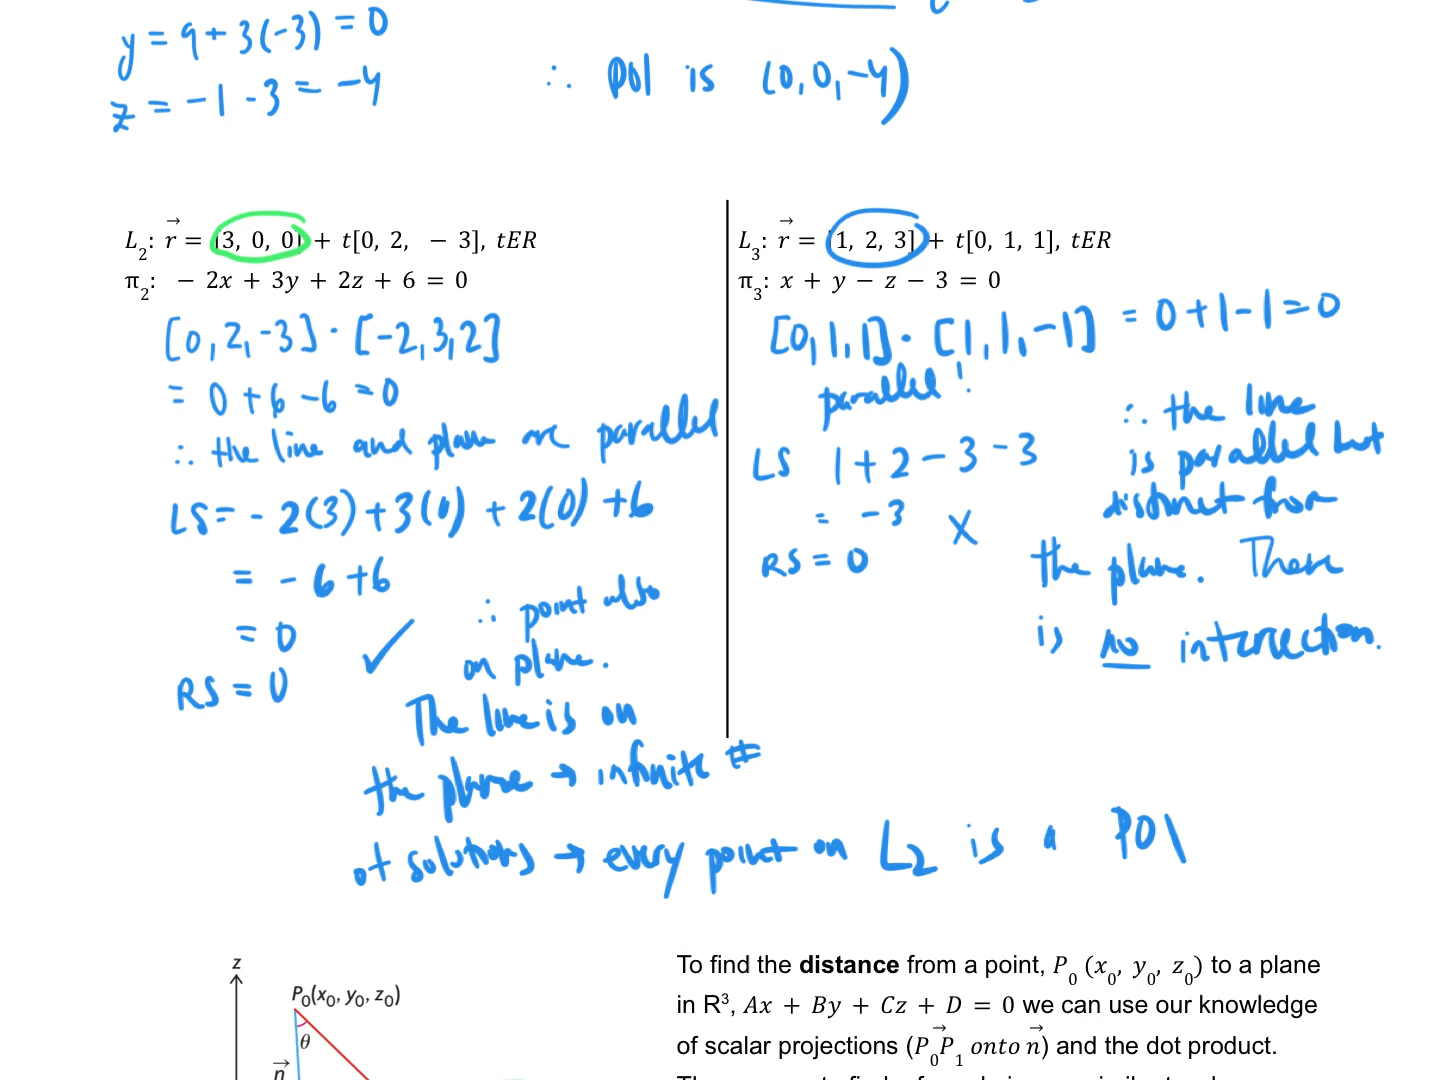 y = 9 + 3(-3) = 0
z = -1 - 3 = -4
∴ POI is (0, 0, -4)
L₂: r⃗ = [3, 0, 0] + t[0, 2, − 3], tER
π₂: − 2x + 3y + 2z + 6 = 0
[0, 2, -3] · [-2, 3, 2]
= 0 + 6 - 6 = 0
∴ the line and plane are parallel
LS = - 2(3) + 3(0) + 2(0) + 6
= - 6 + 6
= 0 ✓
RS = 0
∴ point also
on plane.
The line is on
the plane → infinite #
of solutions → every point on L2 is a POI
L₃: r⃗ = [1, 2, 3] + t[0, 1, 1], tER
π₃: x + y − z − 3 = 0
[0, 1, 1] · [1, 1, -1] = 0 + 1 - 1 = 0
parallel!
LS 1 + 2 - 3 - 3
= -3 X
RS = 0
∴ the line
is parallel but
distinct from
the plane. There
is no intersection.
z
P₀(x₀, y₀, z₀)
θ
n⃗
To find the distance from a point, P₀ (x₀, y₀, z₀) to a plane
in R³, Ax + By + Cz + D = 0 we can use our knowledge
of scalar projections (P₀P⃗₁ onto n⃗) and the dot product.